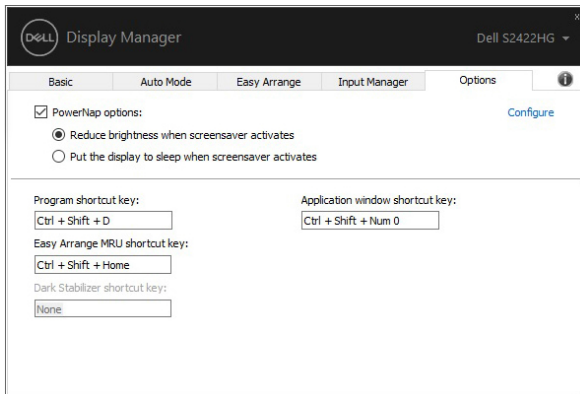 DELL Display Manager
Dell S2422HG
Basic Auto Mode Easy Arrange Input Manager Options
PowerNap options: Configure
Reduce brightness when screensaver activates
Put the display to sleep when screensaver activates
Program shortcut key: Application window shortcut key:
Ctrl + Shift + D Ctrl + Shift + Num 0
Easy Arrange MRU shortcut key:
Ctrl + Shift + Home
Dark Stabilizer shortcut key:
None